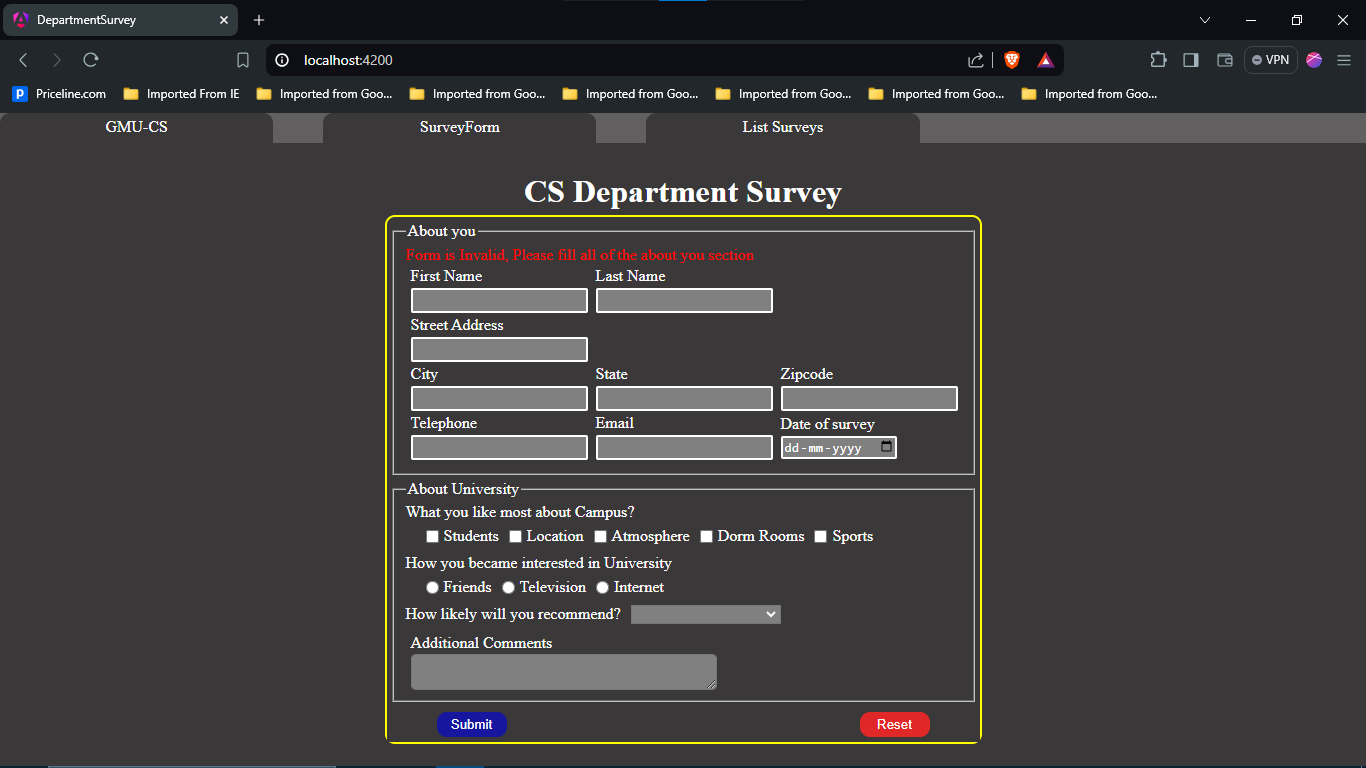 DepartmentSurvey
localhost:4200
VPN
Priceline.com Imported From IE Imported from Goo... Imported from Goo... Imported from Goo... Imported from Goo... Imported from Goo... Imported from Goo...
GMU-CS SurveyForm List Surveys
CS Department Survey
About you
Form is Invalid, Please fill all of the about you section
First Name Last Name
Street Address
City State Zipcode
Telephone Email Date of survey
dd-mm-yyyy
About University
What you like most about Campus?
Students Location Atmosphere Dorm Rooms Sports
How you became interested in University
Friends Television Internet
How likely will you recommend?
Additional Comments
Submit Reset